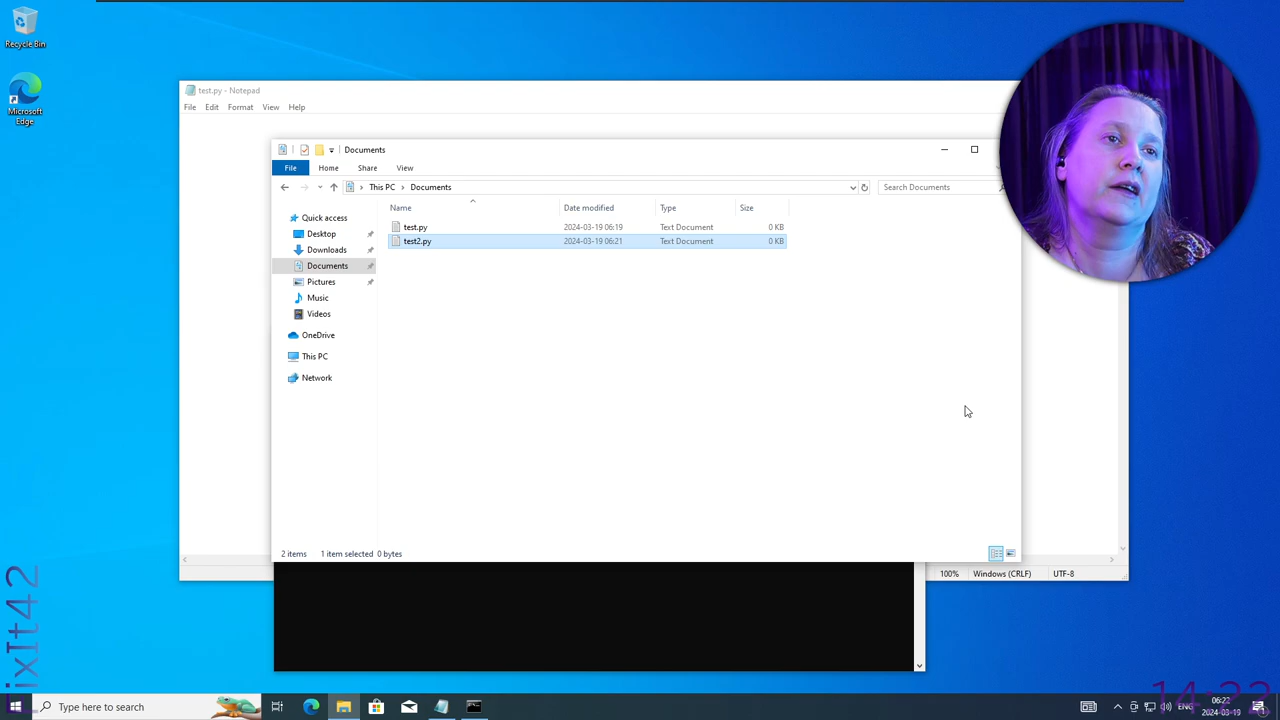 Recycle Bin
Microsoft
Edge
test.py - Notepad
File Edit Format View Help
Documents
File Home Share View
This PC Documents Search Documents
Name Date modified Type Size
test.py 2024-03-19 06:19 Text Document 0 KB
test2.py 2024-03-19 06:21 Text Document 0 KB
Quick access
Desktop
Downloads
Documents
Pictures
Music
Videos
OneDrive
This PC
Network
2 items 1 item selected 0 bytes
100% Windows (CRLF) UTF-8
Type here to search
ENG
06:22
2024-03-19